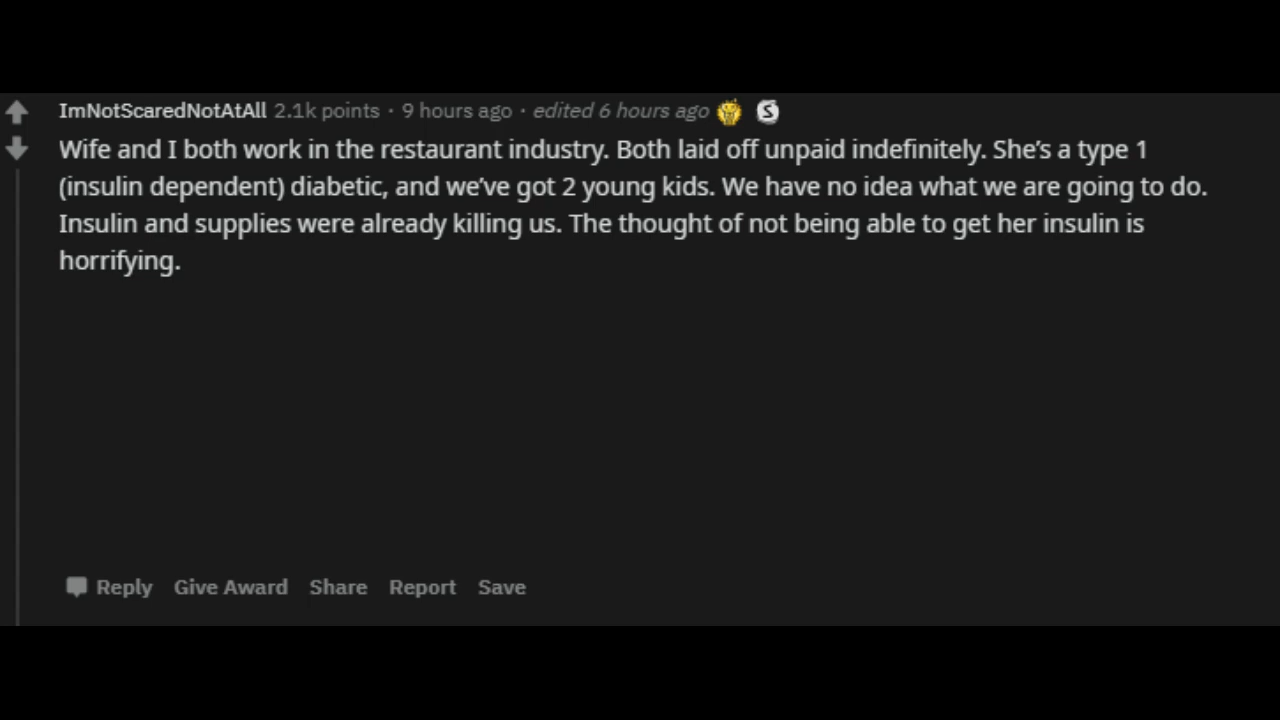 ImNotScaredNotAtAll 2.1k points · 9 hours ago · edited 6 hours ago
Wife and I both work in the restaurant industry. Both laid off unpaid indefinitely. She’s a type 1
(insulin dependent) diabetic, and we’ve got 2 young kids. We have no idea what we are going to do.
Insulin and supplies were already killing us. The thought of not being able to get her insulin is
horrifying.
Reply Give Award Share Report Save